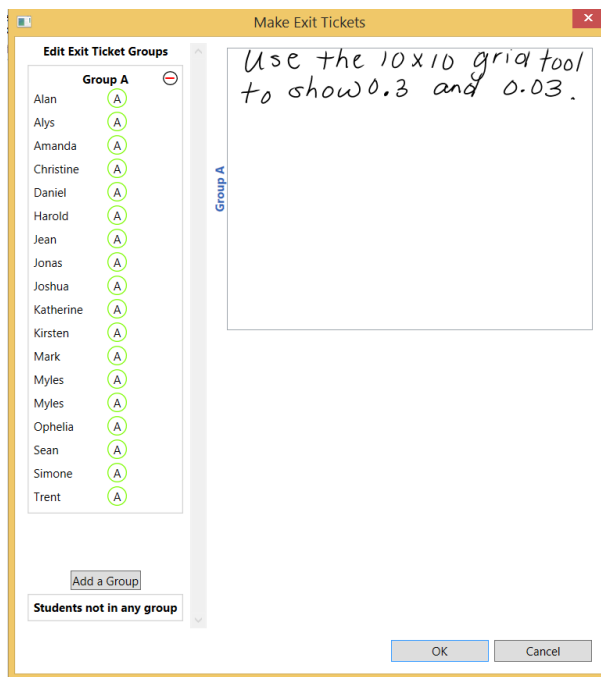 Make Exit Tickets
Edit Exit Ticket Groups
Group A
Alan A
Alys A
Amanda A
Christine A
Daniel A
Harold A
Jean A
Jonas A
Joshua A
Katherine A
Kirsten A
Mark A
Myles A
Myles A
Ophelia A
Sean A
Simone A
Trent A
Add a Group
Students not in any group
Group A
Use the 10x10 grid tool
to show 0.3 and 0.03.
OK
Cancel